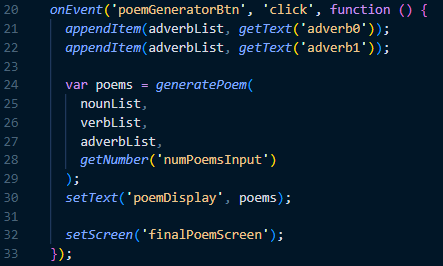 20 onEvent('poemGeneratorBtn', 'click', function () {
21 appendItem(adverbList, getText('adverb0'));
22 appendItem(adverbList, getText('adverb1'));
23
24 var poems = generatePoem(
25 nounList,
26 verbList,
27 adverbList,
28 getNumber('numPoemsInput')
29 );
30 setText('poemDisplay', poems);
31
32 setScreen('finalPoemScreen');
33 });